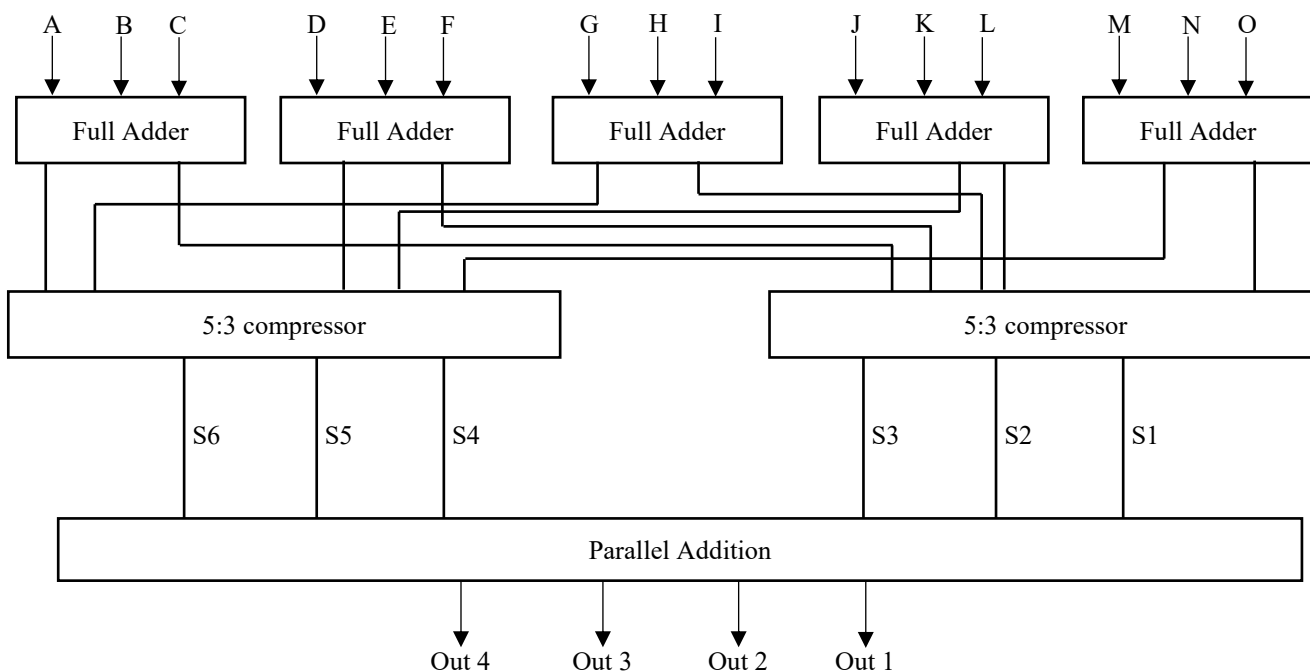 A B C D E F G H I J K L M N O
Full Adder Full Adder Full Adder Full Adder Full Adder
5:3 compressor 5:3 compressor
S6 S5 S4 S3 S2 S1
Parallel Addition
Out 4 Out 3 Out 2 Out 1